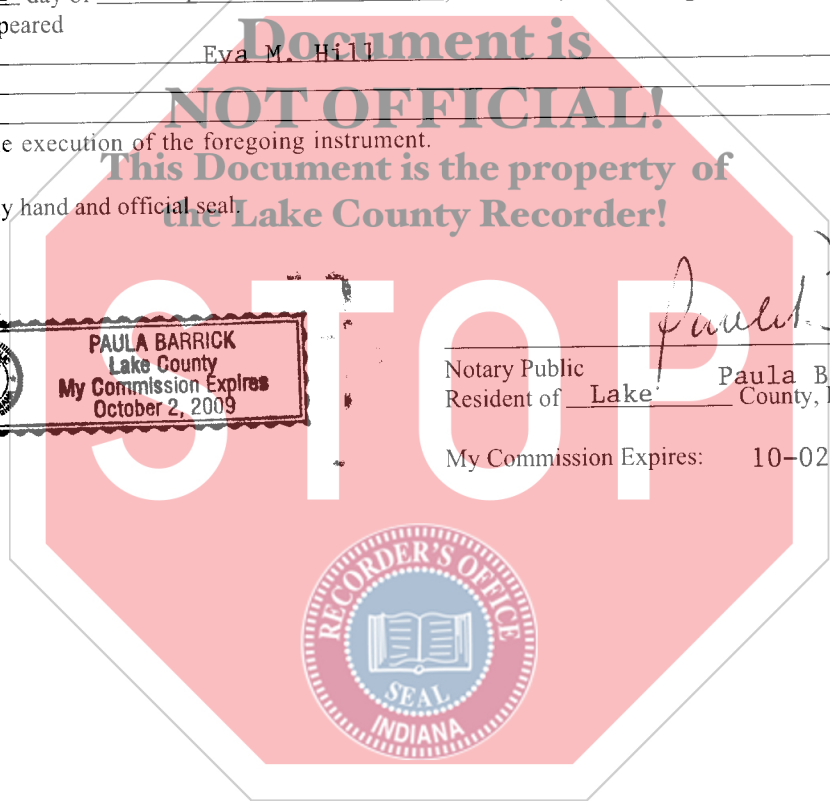 day of
peared
Document is
Eva M. Hill
NOT OFFICIAL!
e execution of the foregoing instrument.
This Document is the property of
y hand and official seal.
the Lake County Recorder!
STOP
PAULA BARRICK
Lake County
My Commission Expires
October 2, 2009
Notary Public Paula B
Resident of Lake County, I
My Commission Expires: 10-02
RECORDER'S OFFICE
SEAL
INDIANA